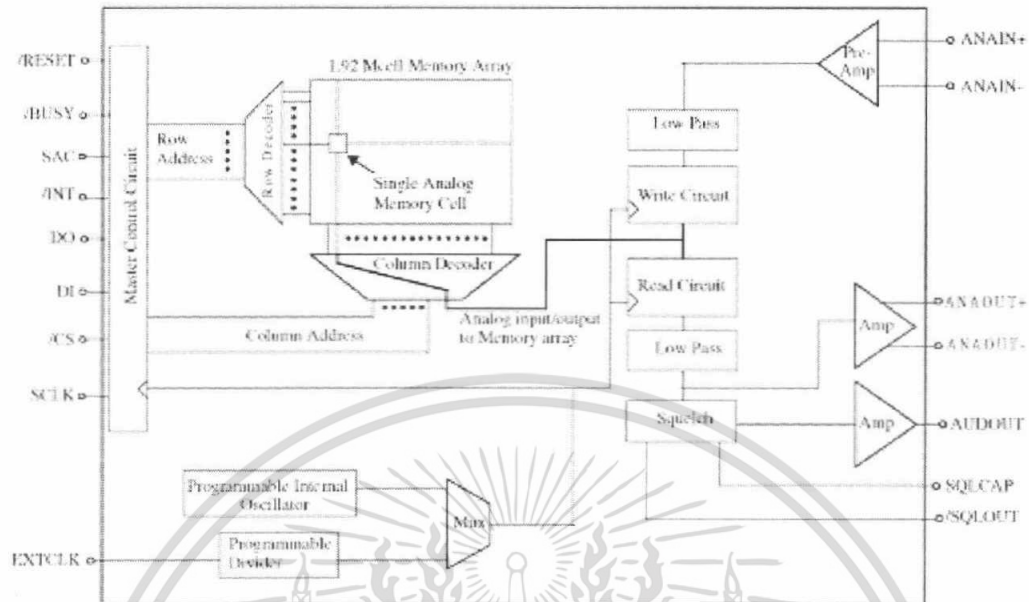 /RESET
/BUSY
SAC
/INT
DO
DI
/CS
SCLK
EXTCLK
Master Control Circuit
Row
Address
Row Decoder
1.92 Mcell Memory Array
Single Analog
Memory Cell
Column Decoder
Column Address
Analog input/output
to Memory array
Programmable Internal
Oscillator
Programmable
Divider
Mux
Pre-
Amp
Low Pass
Write Circuit
Read Circuit
Low Pass
Squelch
Amp
Amp
ANAIN+
ANAIN-
ANAOUT+
ANAOUT-
AUDOUT
SQLCAP
/SQLOUT